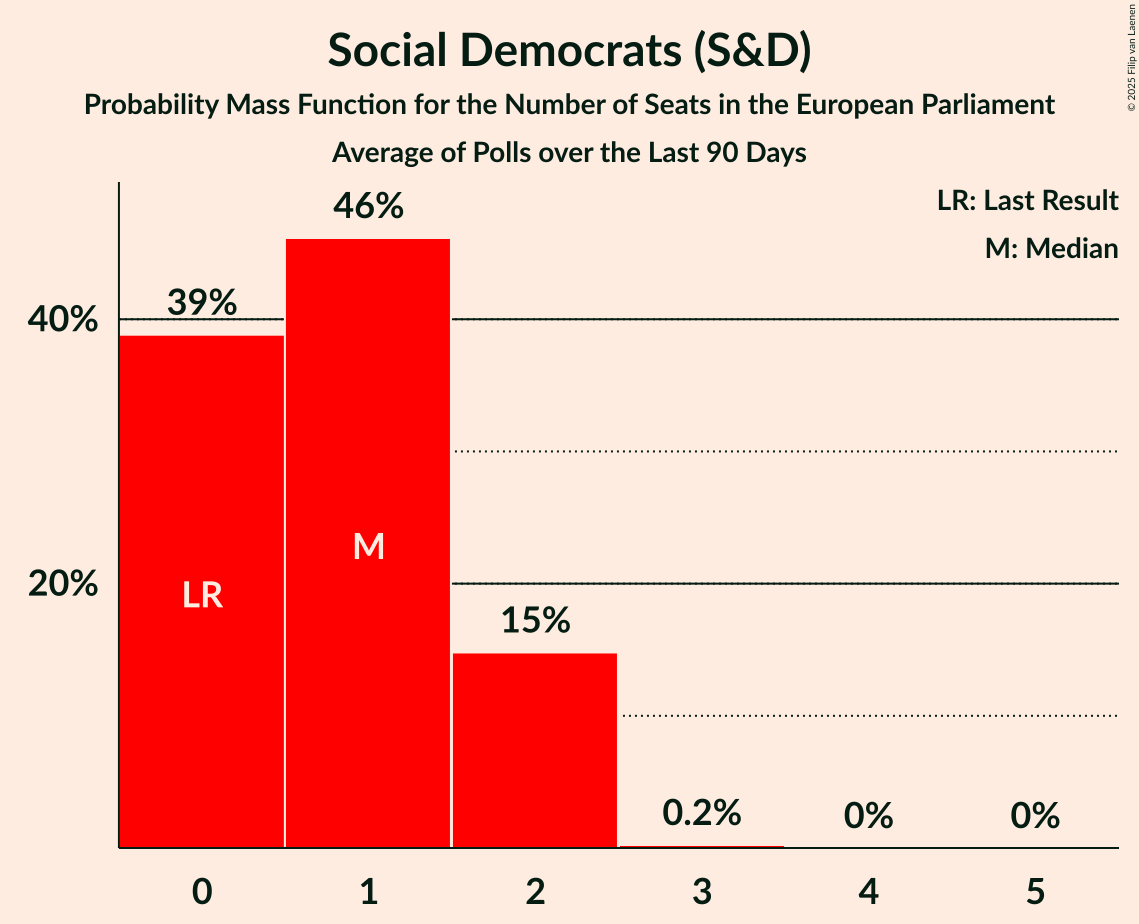 Social Democrats (S&D)
Probability Mass Function for the Number of Seats in the European Parliament
Average of Polls over the Last 90 Days
© 2025 Filip van Laenen
LR: Last Result
M: Median
46%
39%
40%
M
LR
20%
15%
0.2%
0%
0%
0
1
2
3
4
5